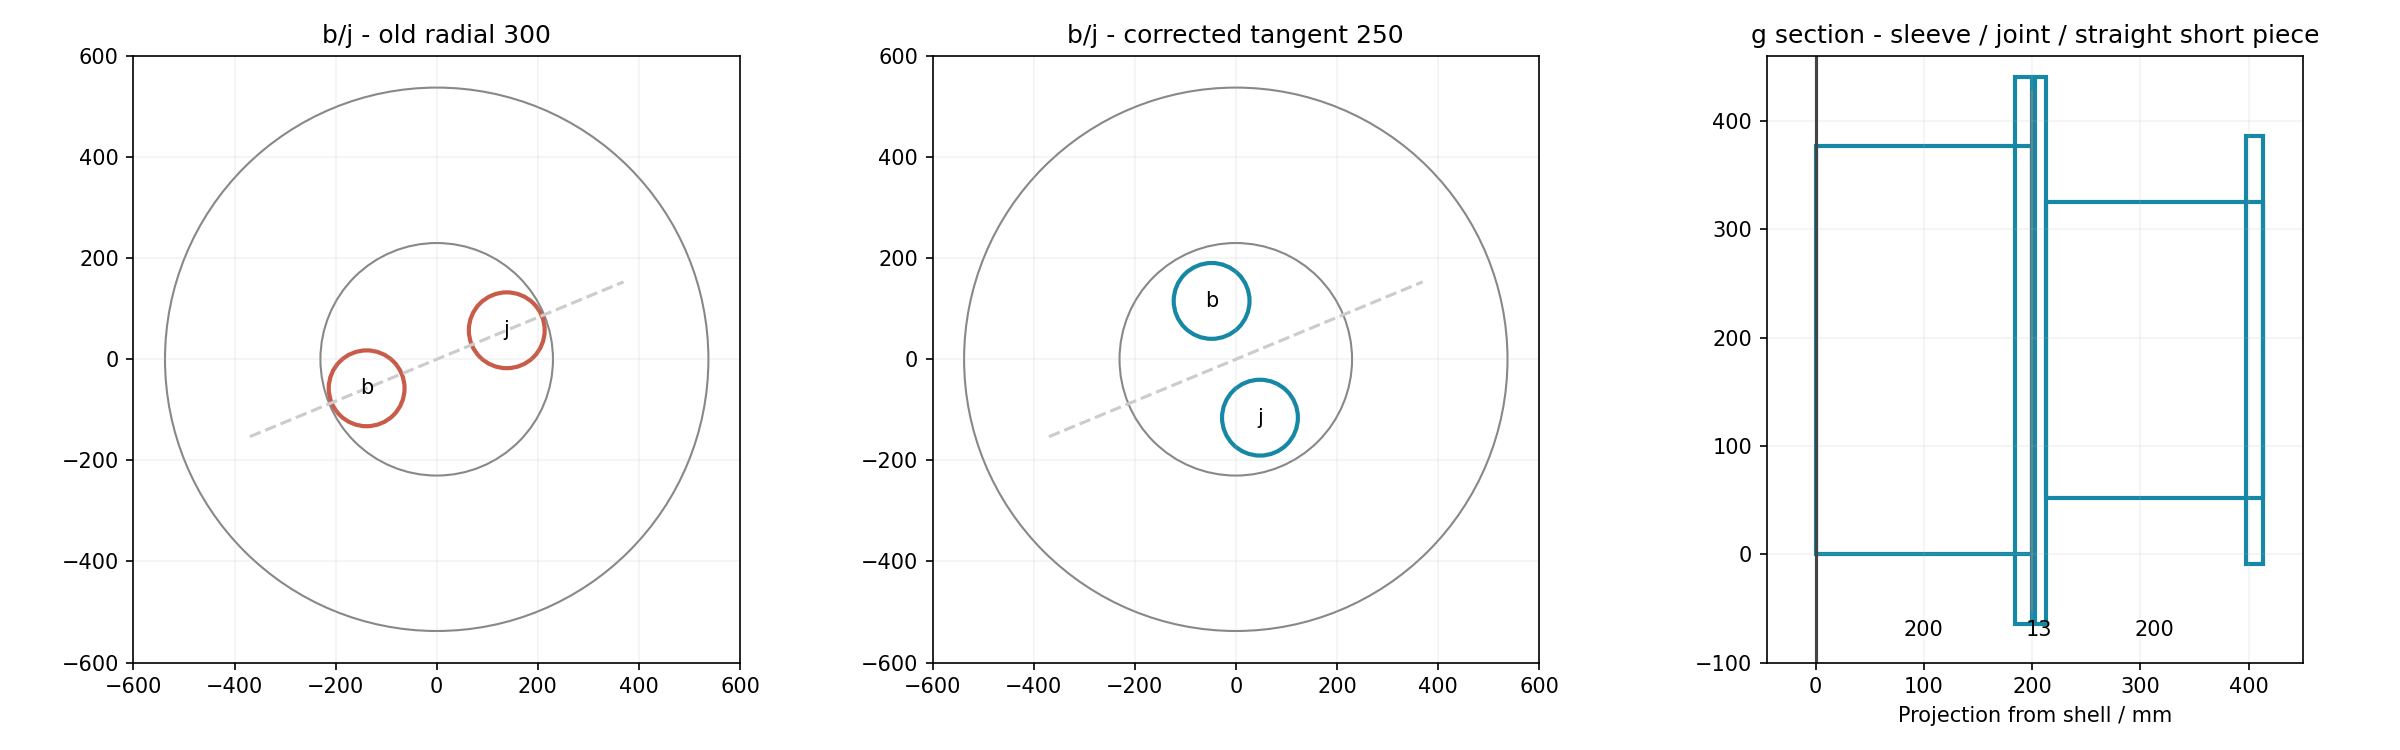 b/j - old radial 300
600
400
200
0
−200
−400
−600
−600 −400 −200 0 200 400 600
j
b
b/j - corrected tangent 250
600
400
200
0
−200
−400
−600
−600 −400 −200 0 200 400 600
b
j
g section - sleeve / joint / straight short piece
400
300
200
100
0
−100
200 13 200
0 100 200 300 400
Projection from shell / mm